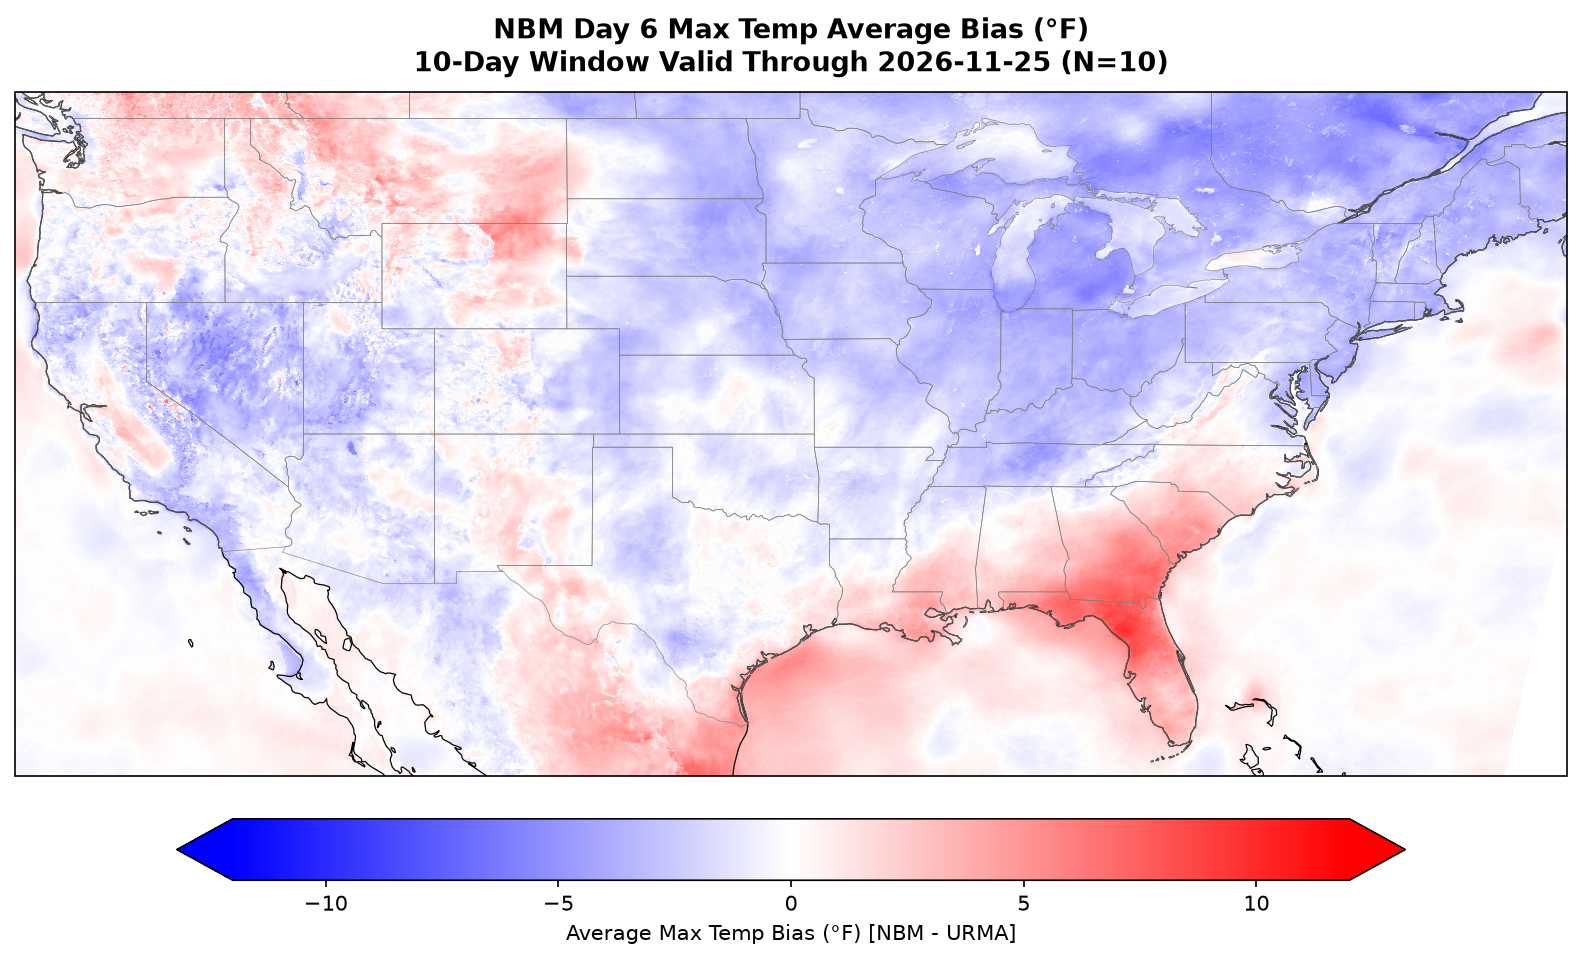 NBM Day 6 Max Temp Average Bias (°F)
10-Day Window Valid Through 2026-11-25 (N=10)
−10 −5 0 5 10
Average Max Temp Bias (°F) [NBM - URMA]